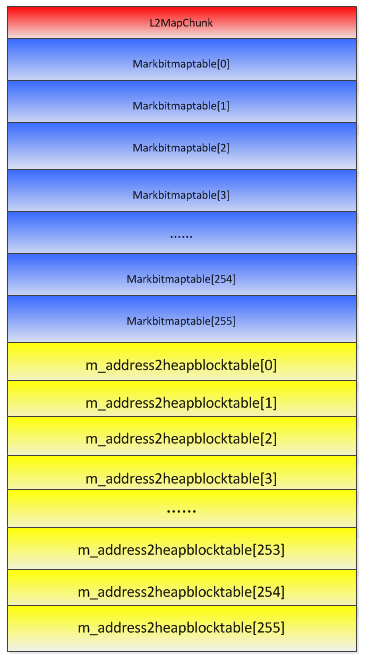 L2MapChunk
Markbitmaptable[0]
Markbitmaptable[1]
Markbitmaptable[2]
Markbitmaptable[3]
......
Markbitmaptable[254]
Markbitmaptable[255]
m_address2heapblocktable[0]
m_address2heapblocktable[1]
m_address2heapblocktable[2]
m_address2heapblocktable[3]
......
m_address2heapblocktable[253]
m_address2heapblocktable[254]
m_address2heapblocktable[255]